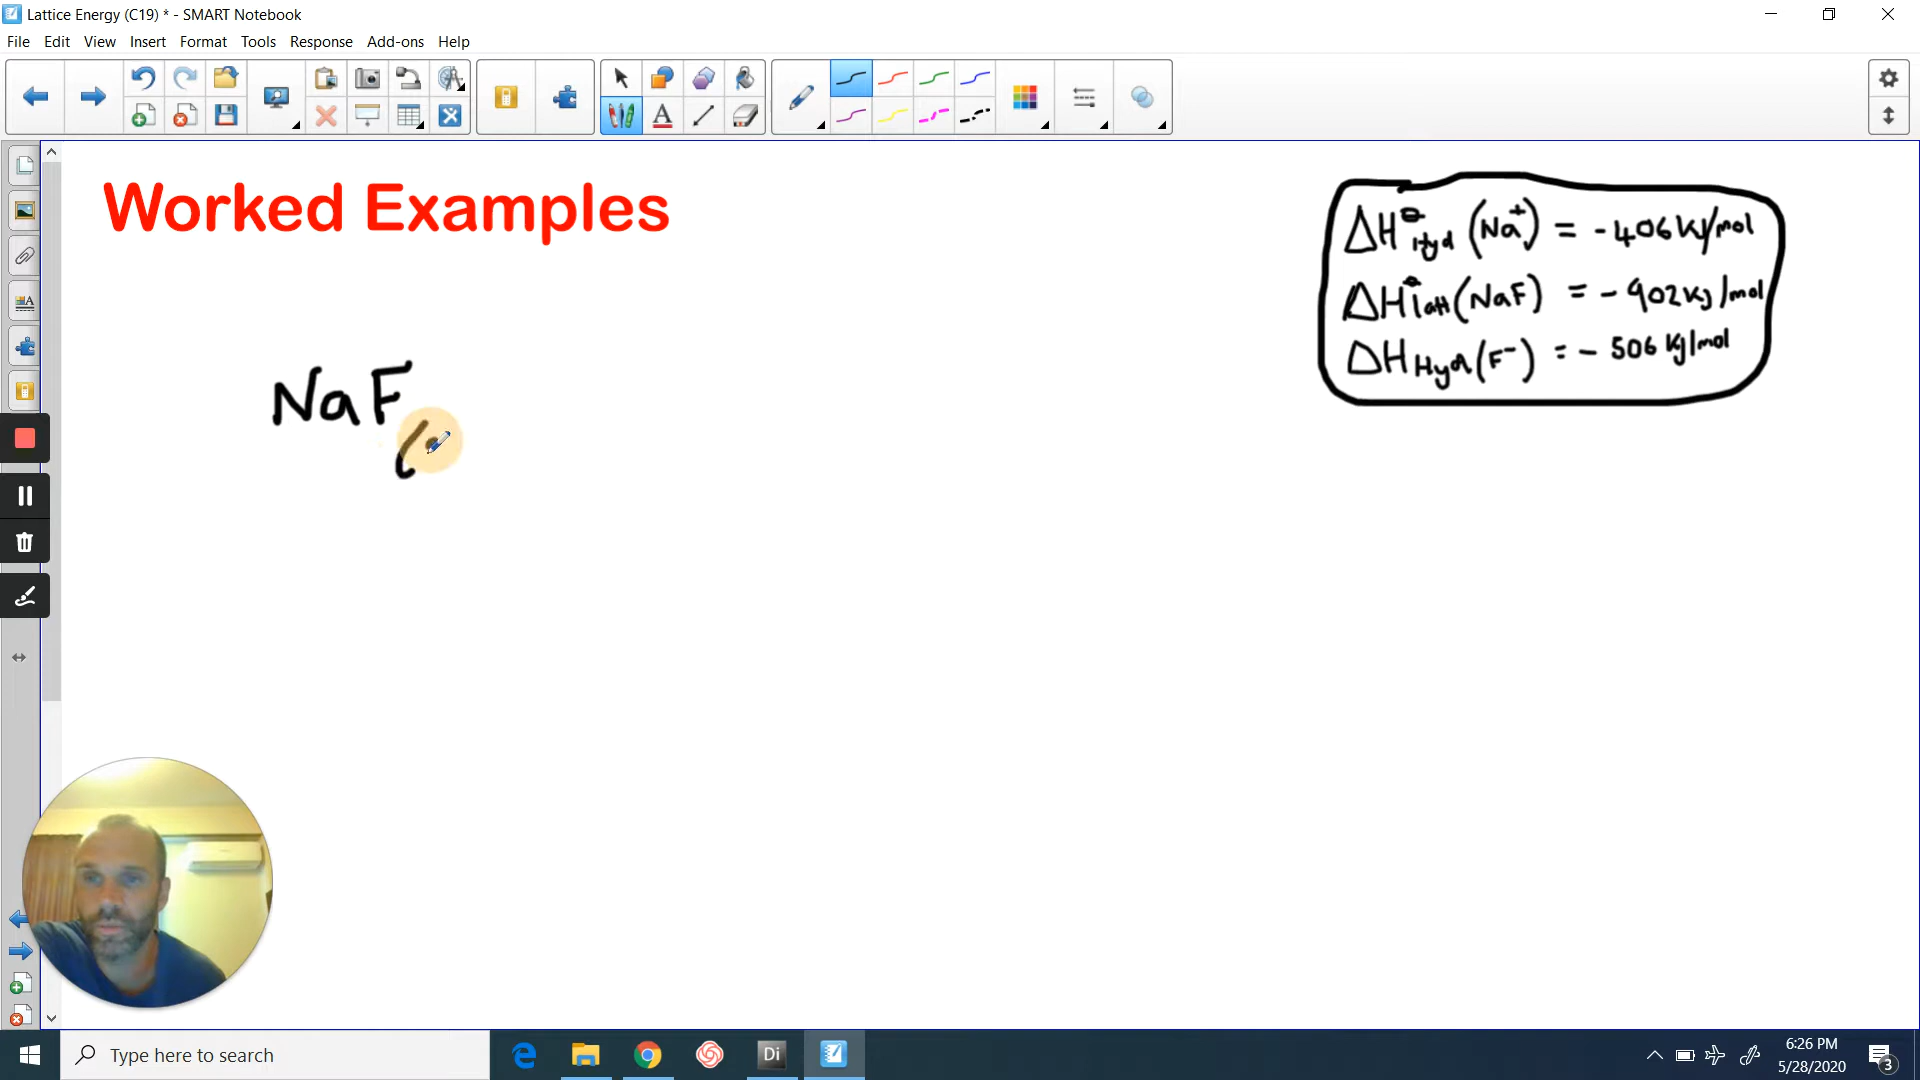 Lattice Energy (C19) * - SMART Notebook
File Edit View Insert Format Tools Response Add-ons Help
Worked Examples
ΔH⊖Hyd (Na+) = -406 kJ/mol
ΔH⊖latt (NaF) = -902 kJ/mol
ΔHHyd (F-) = - 506 kJ/mol
NaF
(
Type here to search
Di
6:26 PM
5/28/2020
3